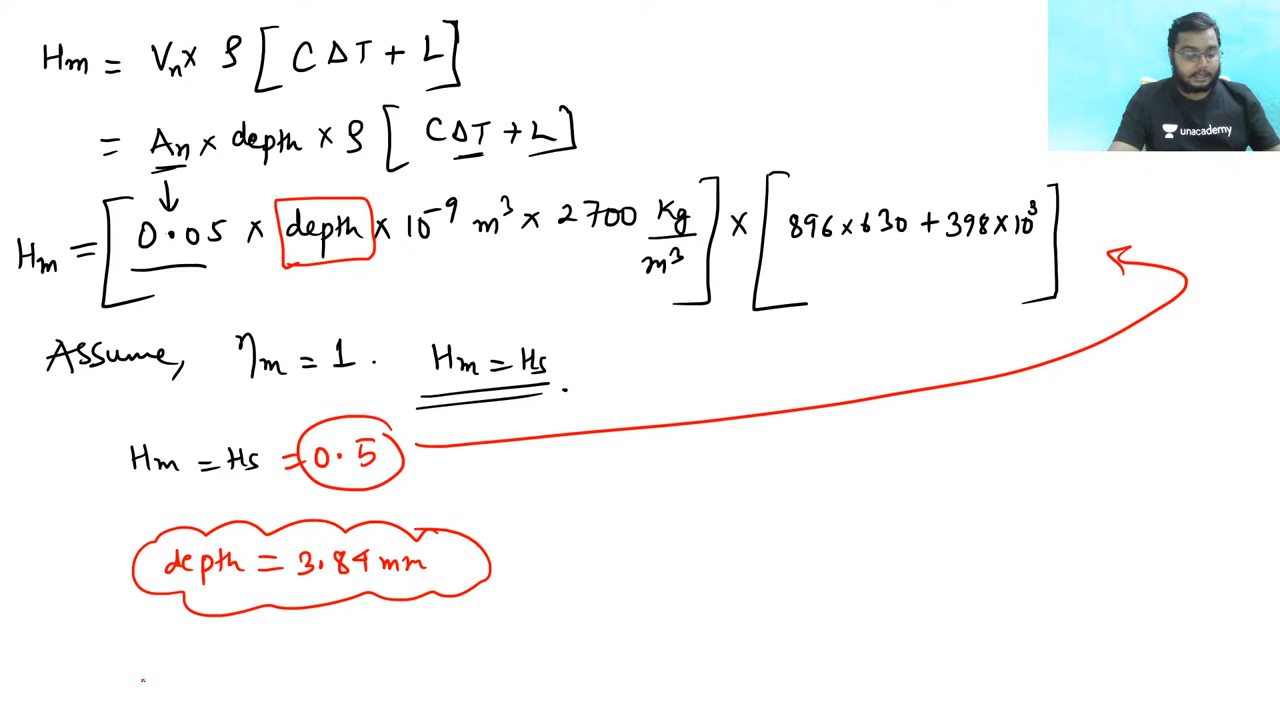 Hm = Vn x ρ [ C ΔT + L ]
unacademy
= An x depth x ρ [ CΔT + L ]
Hm = [ 0.05 x depth x 10⁻⁹ m³ x 2700 Kg/m³ ] x [ 896 x 630 + 398 x 10³ ]
Assume, ηm = 1 . Hm = Hs .
Hm = Hs = 0.5
depth = 3.84 mm